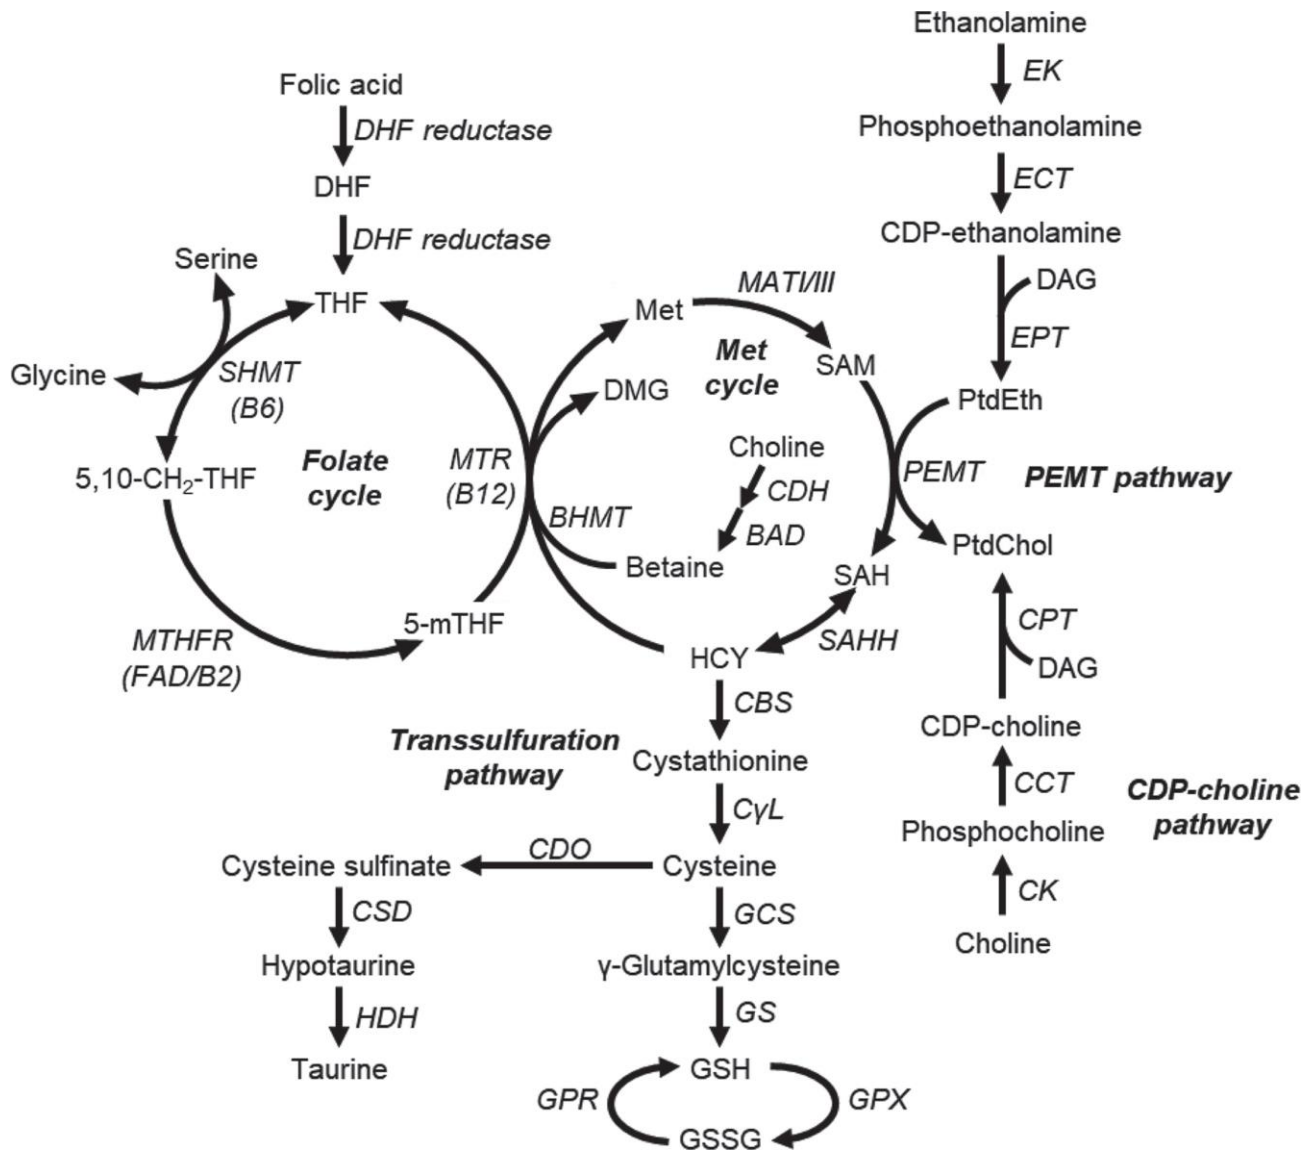 Ethanolamine
EK
Phosphoethanolamine
ECT
CDP-ethanolamine
DAG
EPT
PtdEth
PEMT
PEMT pathway
PtdChol
CPT
DAG
CDP-choline
CCT
CDP-choline
pathway
Phosphocholine
CK
Choline
Folic acid
DHF reductase
DHF
DHF reductase
Serine
THF
Glycine
SHMT
(B6)
5,10-CH₂-THF
Folate
cycle
MTHFR
(FAD/B2)
5-mTHF
MTR
(B12)
Met
MATI/III
SAM
Met
cycle
DMG
Choline
CDH
BAD
BHMT
Betaine
SAH
SAHH
HCY
CBS
Transsulfuration
pathway
Cystathionine
CγL
Cysteine
CDO
Cysteine sulfinate
CSD
Hypotaurine
HDH
Taurine
GCS
γ-Glutamylcysteine
GS
GSH
GPR
GPX
GSSG